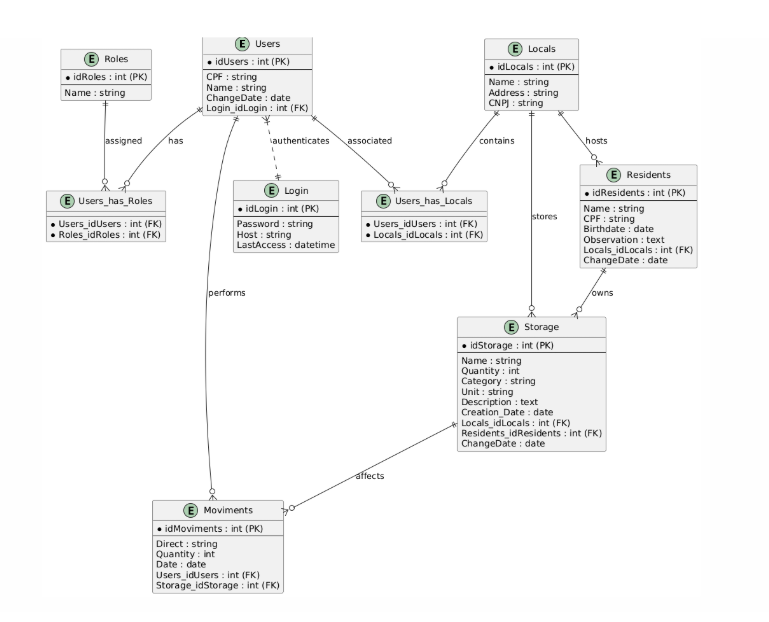 E Users
idUsers : int (PK)
CPF : string
Name : string
ChangeDate : date
Login_idLogin : int (FK)
E Locals
idLocals : int (PK)
Name : string
Address : string
CNPJ : string
E Roles
idRoles : int (PK)
Name : string
assigned
has
authenticates
associated
contains
hosts
E Users_has_Roles
Users_idUsers : int (FK)
Roles_idRoles : int (FK)
E Login
idLogin : int (PK)
Password : string
Host : string
LastAccess : datetime
E Users_has_Locals
Users_idUsers : int (FK)
Locals_idLocals : int (FK)
E Residents
idResidents : int (PK)
Name : string
CPF : string
Birthdate : date
Observation : text
Locals_idLocals : int (FK)
ChangeDate : date
stores
performs
owns
E Storage
idStorage : int (PK)
Name : string
Quantity : int
Category : string
Unit : string
Description : text
Creation_Date : date
Locals_idLocals : int (FK)
Residents_idResidents : int (FK)
ChangeDate : date
affects
E Moviments
idMoviments : int (PK)
Direct : string
Quantity : int
Date : date
Users_idUsers : int (FK)
Storage_idStorage : int (FK)